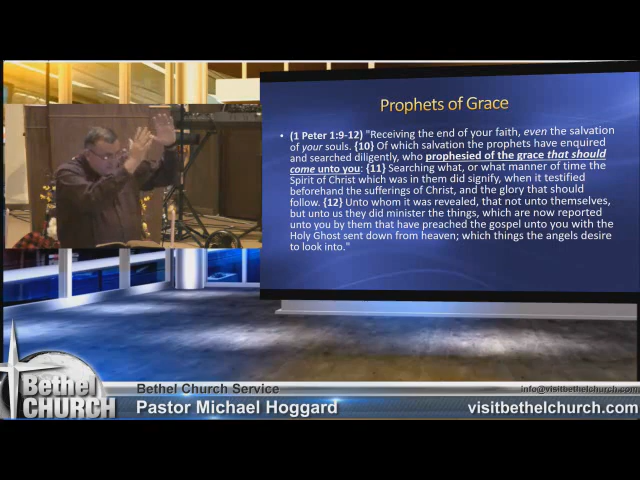 Prophets of Grace
• (1 Peter 1:9-12) "Receiving the end of your faith, even the salvation
of your souls. {10} Of which salvation the prophets have enquired
and searched diligently, who prophesied of the grace that should
come unto you: {11} Searching what, or what manner of time the
Spirit of Christ which was in them did signify, when it testified
beforehand the sufferings of Christ, and the glory that should
follow. {12} Unto whom it was revealed, that not unto themselves,
but unto us they did minister the things, which are now reported
unto you by them that have preached the gospel unto you with the
Holy Ghost sent down from heaven; which things the angels desire
to look into."
Bethel
CHURCH
Bethel Church Service
info@visitbethelchurch.com
Pastor Michael Hoggard
visitbethelchurch.com